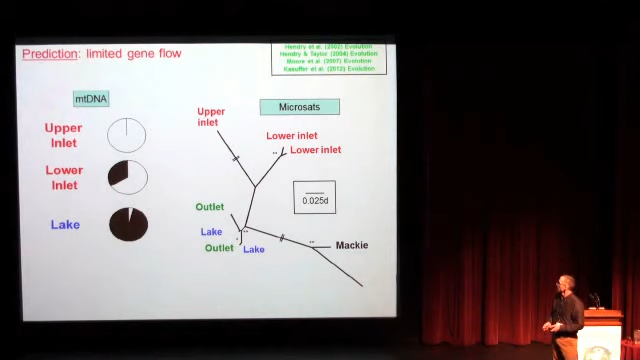 Prediction: limited gene flow
Hendry et al. (2002) Evolution
Hendry & Taylor (2004) Evolution
Moore et al. (2007) Evolution
Kaeuffer et al. (2012) Evolution
mtDNA
Microsats
Upper
Inlet
Lower
Inlet
Lake
Upper
inlet
Lower inlet
Lower inlet
0.025d
Outlet
Lake
Outlet
Lake
Mackie